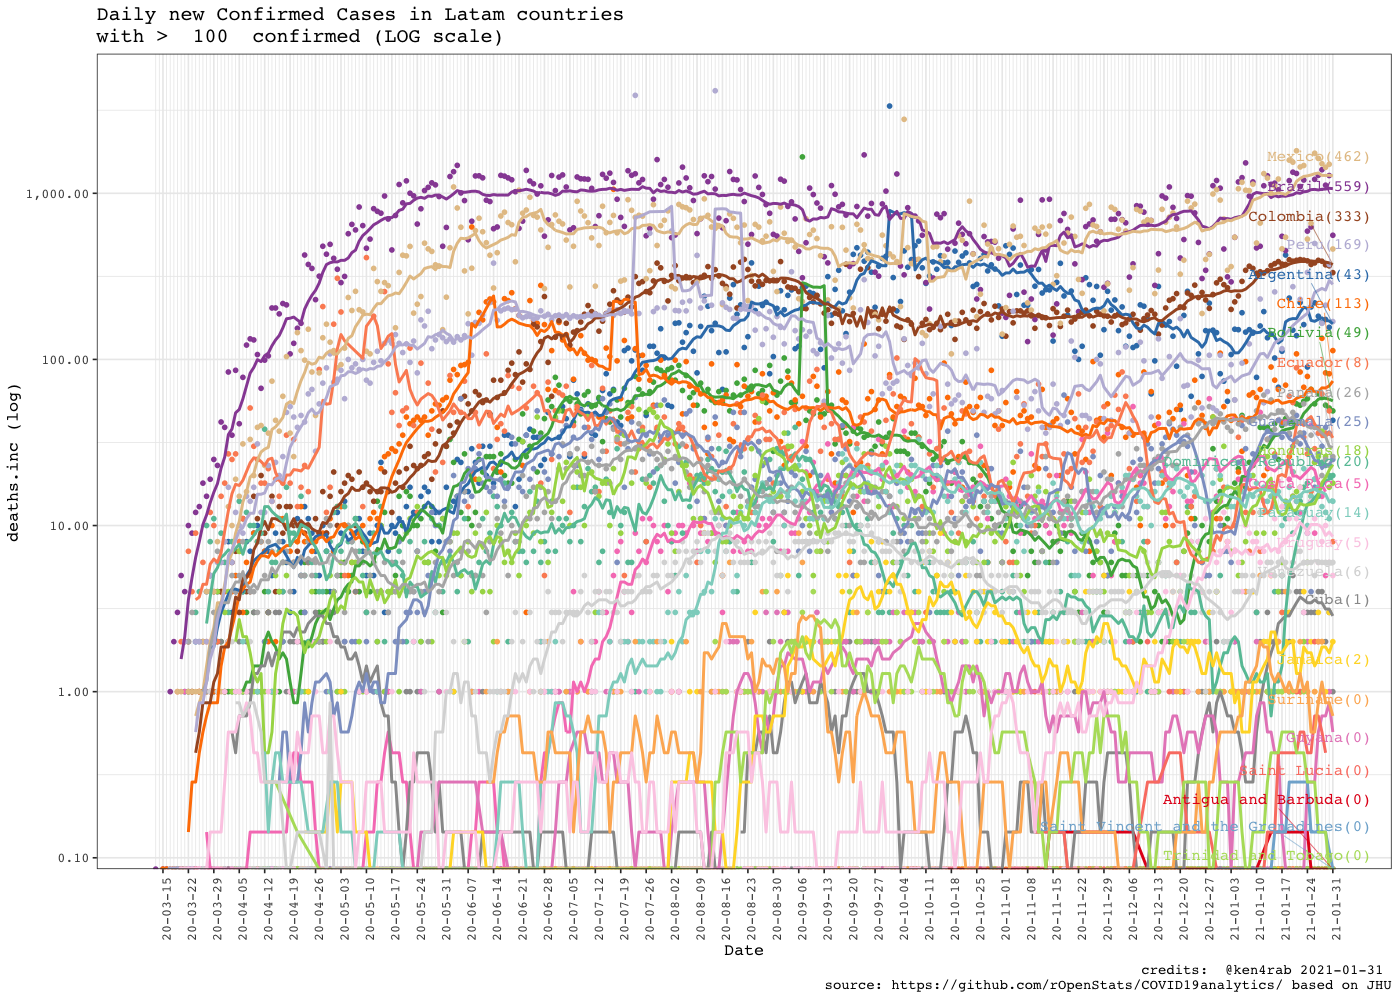 Daily new Confirmed Cases in Latam countries
with >  100  confirmed (LOG scale)
deaths.inc (log)
1,000.00
100.00
10.00
1.00
0.10
Mexico(462)
Brazil(559)
Colombia(333)
Peru(169)
Argentina(43)
Chile(113)
Bolivia(49)
Ecuador(8)
Panama(26)
Guatemala(25)
Honduras(18)
Dominican Republic(20)
Costa Rica(5)
Paraguay(14)
Uruguay(5)
Venezuela(6)
Cuba(1)
Jamaica(2)
Suriname(0)
Guyana(0)
Saint Lucia(0)
Antigua and Barbuda(0)
Saint Vincent and the Grenadines(0)
Trinidad and Tobago(0)
20-03-15
20-03-22
20-03-29
20-04-05
20-04-12
20-04-19
20-04-26
20-05-03
20-05-10
20-05-17
20-05-24
20-05-31
20-06-07
20-06-14
20-06-21
20-06-28
20-07-05
20-07-12
20-07-19
20-07-26
20-08-02
20-08-09
20-08-16
20-08-23
20-08-30
20-09-06
20-09-13
20-09-20
20-09-27
20-10-04
20-10-11
20-10-18
20-10-25
20-11-01
20-11-08
20-11-15
20-11-22
20-11-29
20-12-06
20-12-13
20-12-20
20-12-27
21-01-03
21-01-10
21-01-17
21-01-24
21-01-31
Date
credits:  @ken4rab 2021-01-31
source: https://github.com/rOpenStats/COVID19analytics/ based on JHU